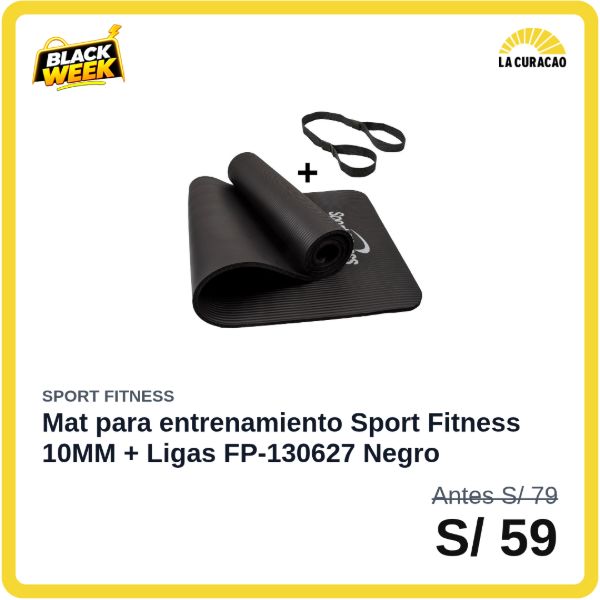 BLACK
WEEK
LA CURACAO
+
SPORT FITNESS
Mat para entrenamiento Sport Fitness
10MM + Ligas FP-130627 Negro
Antes S/ 79
S/ 59